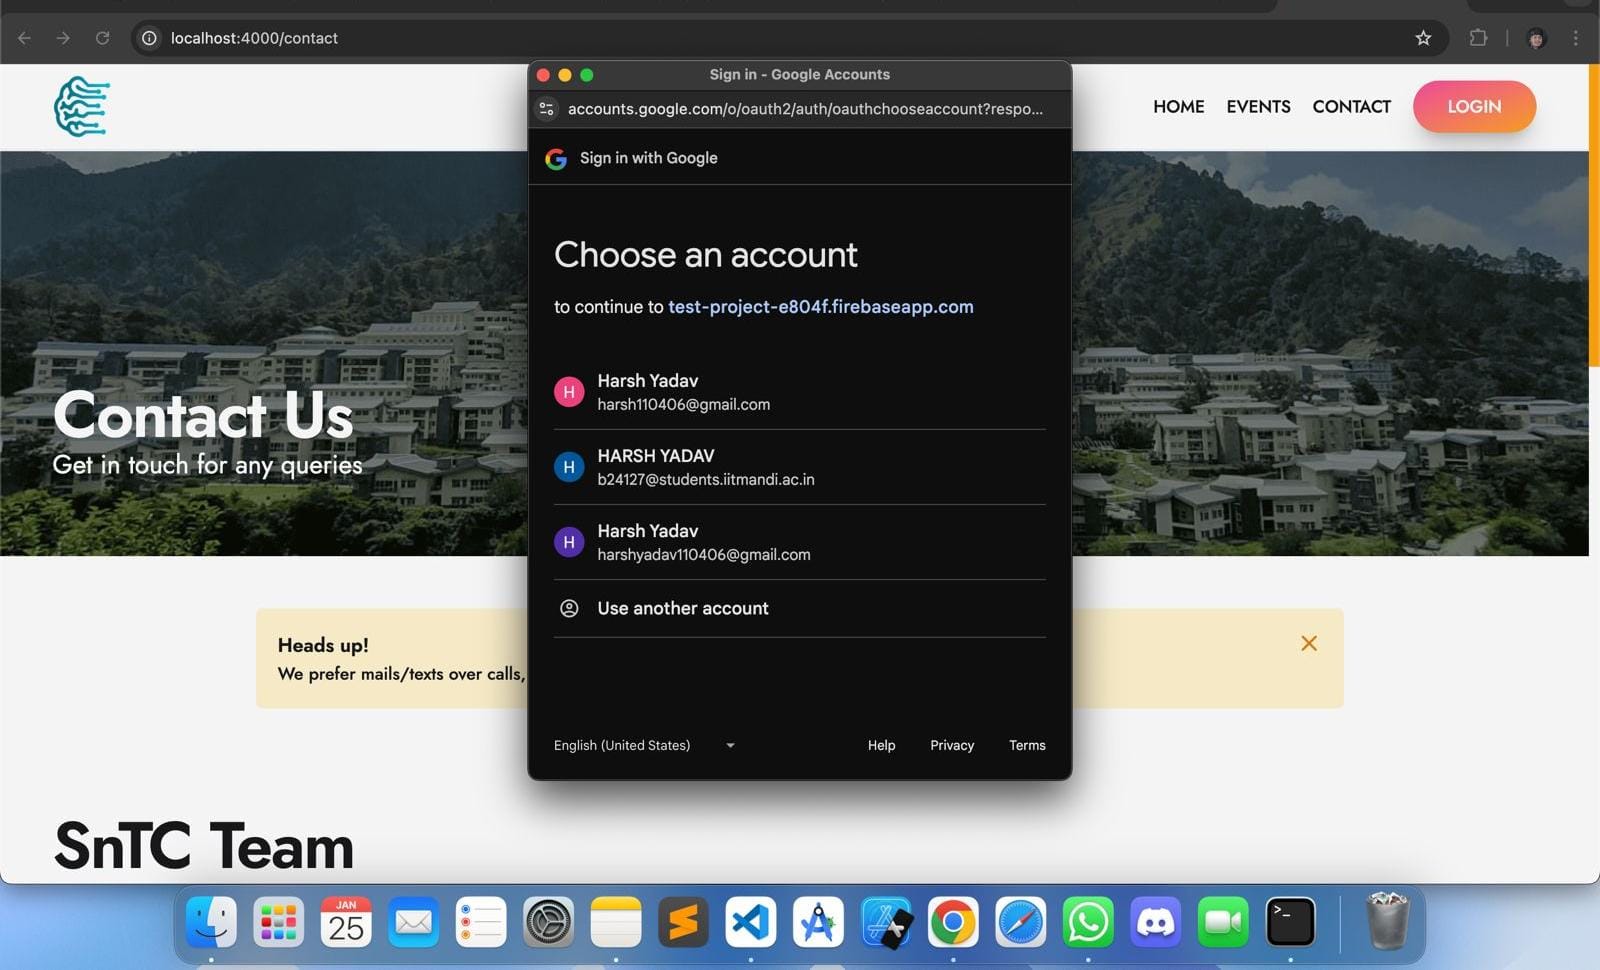 localhost:4000/contact
Sign in - Google Accounts
accounts.google.com/o/oauth2/auth/oauthchooseaccount?respo...
HOME
EVENTS
CONTACT
LOGIN
Sign in with Google
Choose an account
to continue to test-project-e804f.firebaseapp.com
Harsh Yadav
harsh110406@gmail.com
HARSH YADAV
b24127@students.iitmandi.ac.in
Harsh Yadav
harshyadav110406@gmail.com
Use another account
English (United States)
Help
Privacy
Terms
Contact Us
Get in touch for any queries
Heads up!
We prefer mails/texts over calls,
SnTC Team
JAN
25